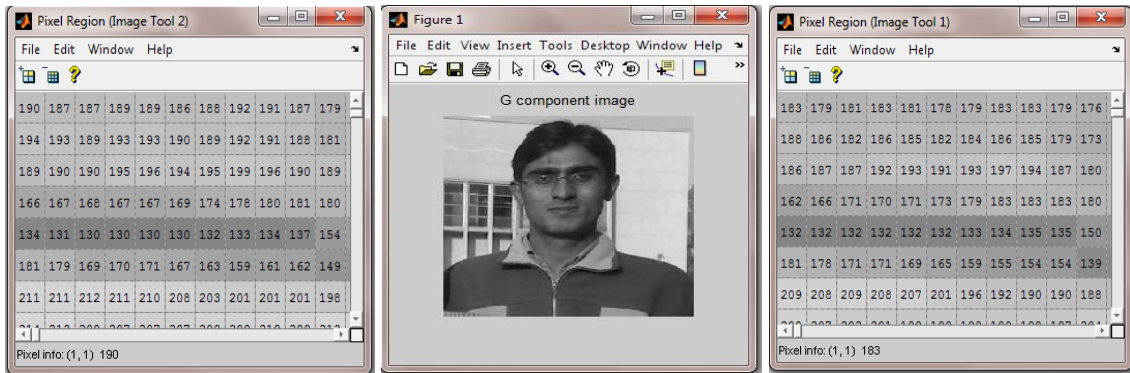 Pixel Region (Image Tool 2)
File Edit Window Help
190 187 187 189 189 186 188 192 191 187 179
194 193 189 193 193 190 189 192 191 188 181
189 190 190 195 196 194 195 199 196 190 189
166 167 168 167 167 169 174 178 180 181 180
134 131 130 130 130 130 132 133 134 137 154
181 179 169 170 171 167 163 159 161 162 149
211 211 212 211 210 208 203 201 201 201 198
Pixel info: (1, 1) 190
Figure 1
File Edit View Insert Tools Desktop Window Help
G component image
Pixel Region (Image Tool 1)
File Edit Window Help
183 179 181 183 181 178 179 183 183 179 176
188 186 182 186 185 182 184 186 185 179 173
186 187 187 192 193 191 193 197 194 187 180
162 166 171 170 171 173 179 183 183 183 180
132 132 132 132 132 133 134 135 135 150
181 178 171 171 169 165 159 155 154 154 139
209 208 209 208 207 201 196 192 190 190 188
Pixel info: (1, 1) 183